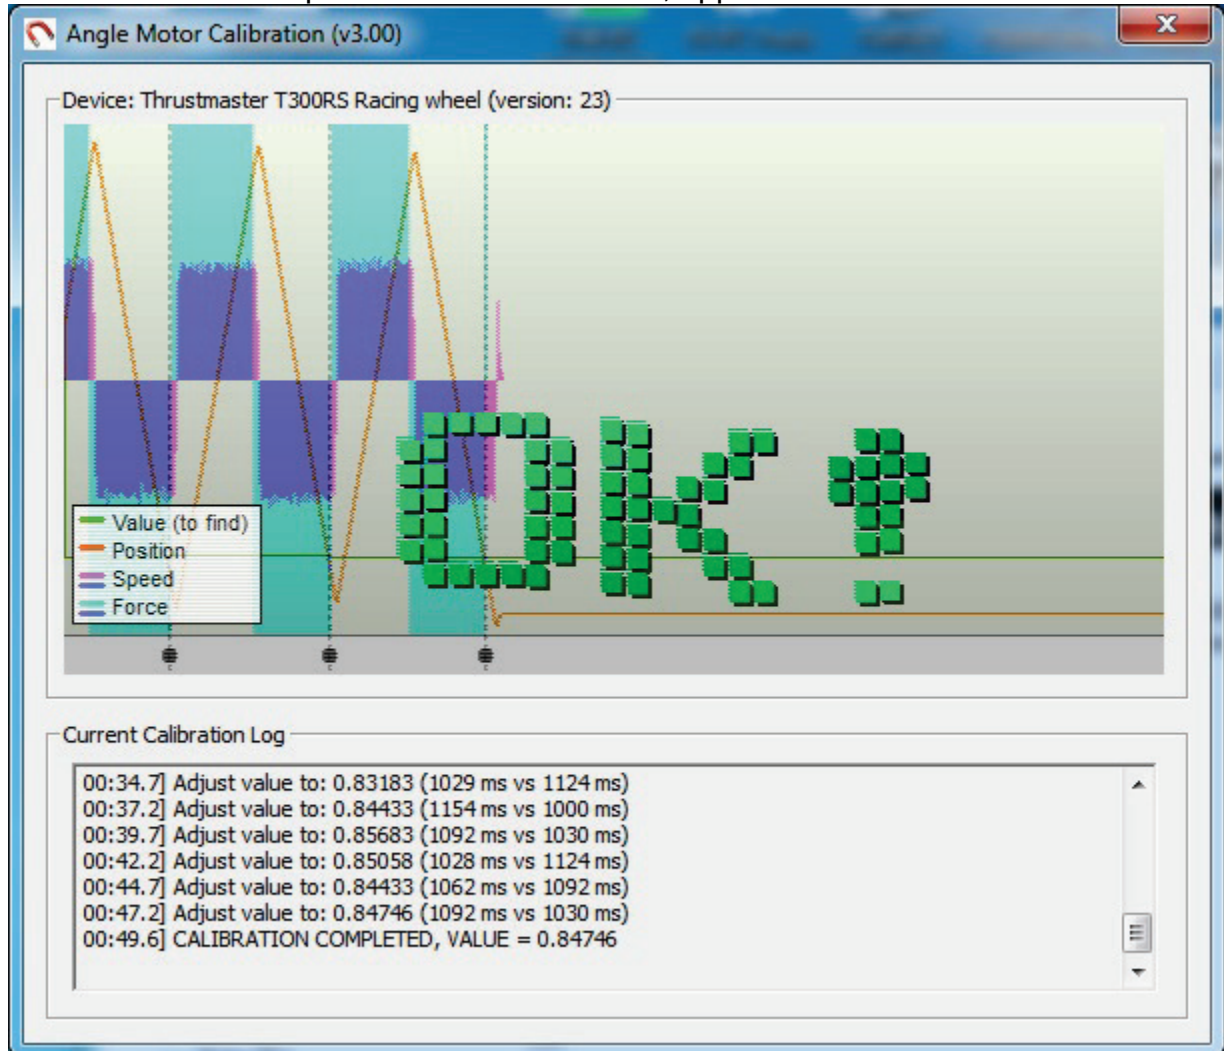 Angle Motor Calibration (v3.00)
Device: Thrustmaster T300RS Racing wheel (version: 23)
OK!
Value (to find)
Position
Speed
Force
Current Calibration Log
00:34.7] Adjust value to: 0.83183 (1029 ms vs 1124 ms)
00:37.2] Adjust value to: 0.84433 (1154 ms vs 1000 ms)
00:39.7] Adjust value to: 0.85683 (1092 ms vs 1030 ms)
00:42.2] Adjust value to: 0.85058 (1028 ms vs 1124 ms)
00:44.7] Adjust value to: 0.84433 (1062 ms vs 1092 ms)
00:47.2] Adjust value to: 0.84746 (1092 ms vs 1030 ms)
00:49.6] CALIBRATION COMPLETED, VALUE = 0.84746